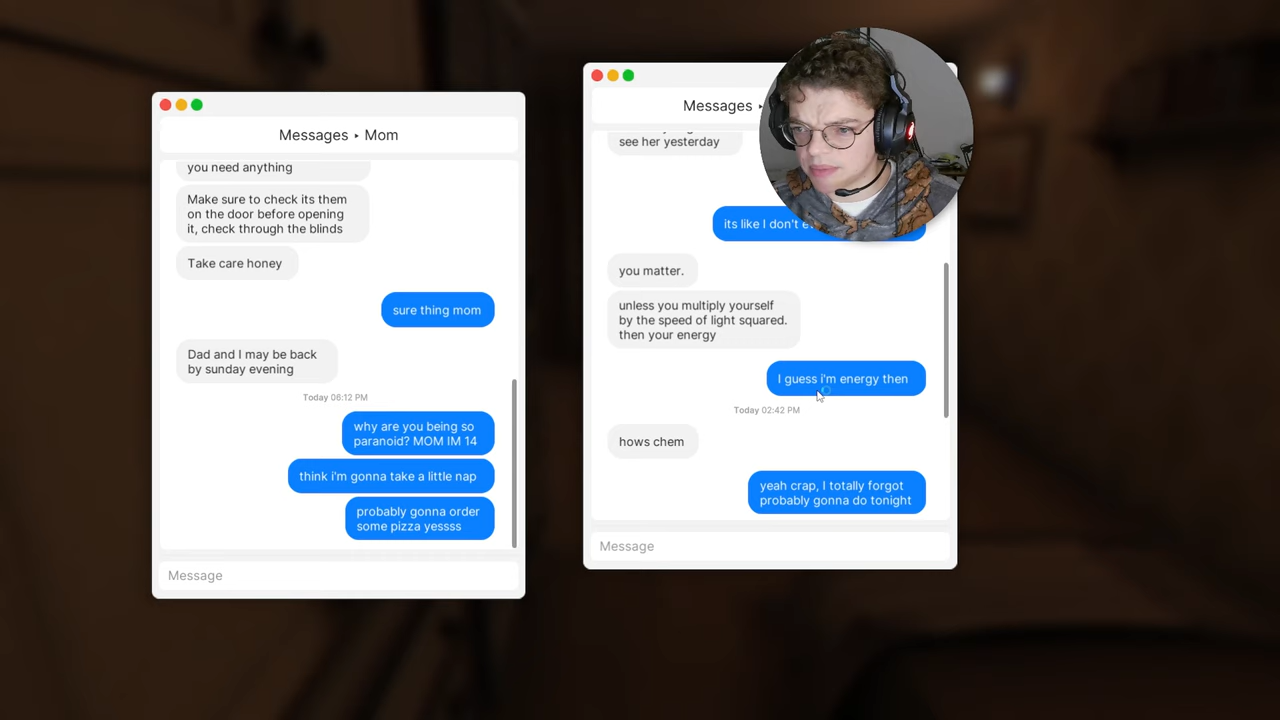 Messages ‣ Mom
you need anything
Make sure to check its them
on the door before opening
it, check through the blinds
Take care honey
sure thing mom
Dad and I may be back
by sunday evening
Today 06:12 PM
why are you being so
paranoid? MOM IM 14
think i'm gonna take a little nap
probably gonna order
some pizza yessss
Message
Messages ‣
see her yesterday
its like I don't
you matter.
unless you multiply yourself
by the speed of light squared.
then your energy
I guess i'm energy then
Today 02:42 PM
hows chem
yeah crap, I totally forgot
probably gonna do tonight
Message